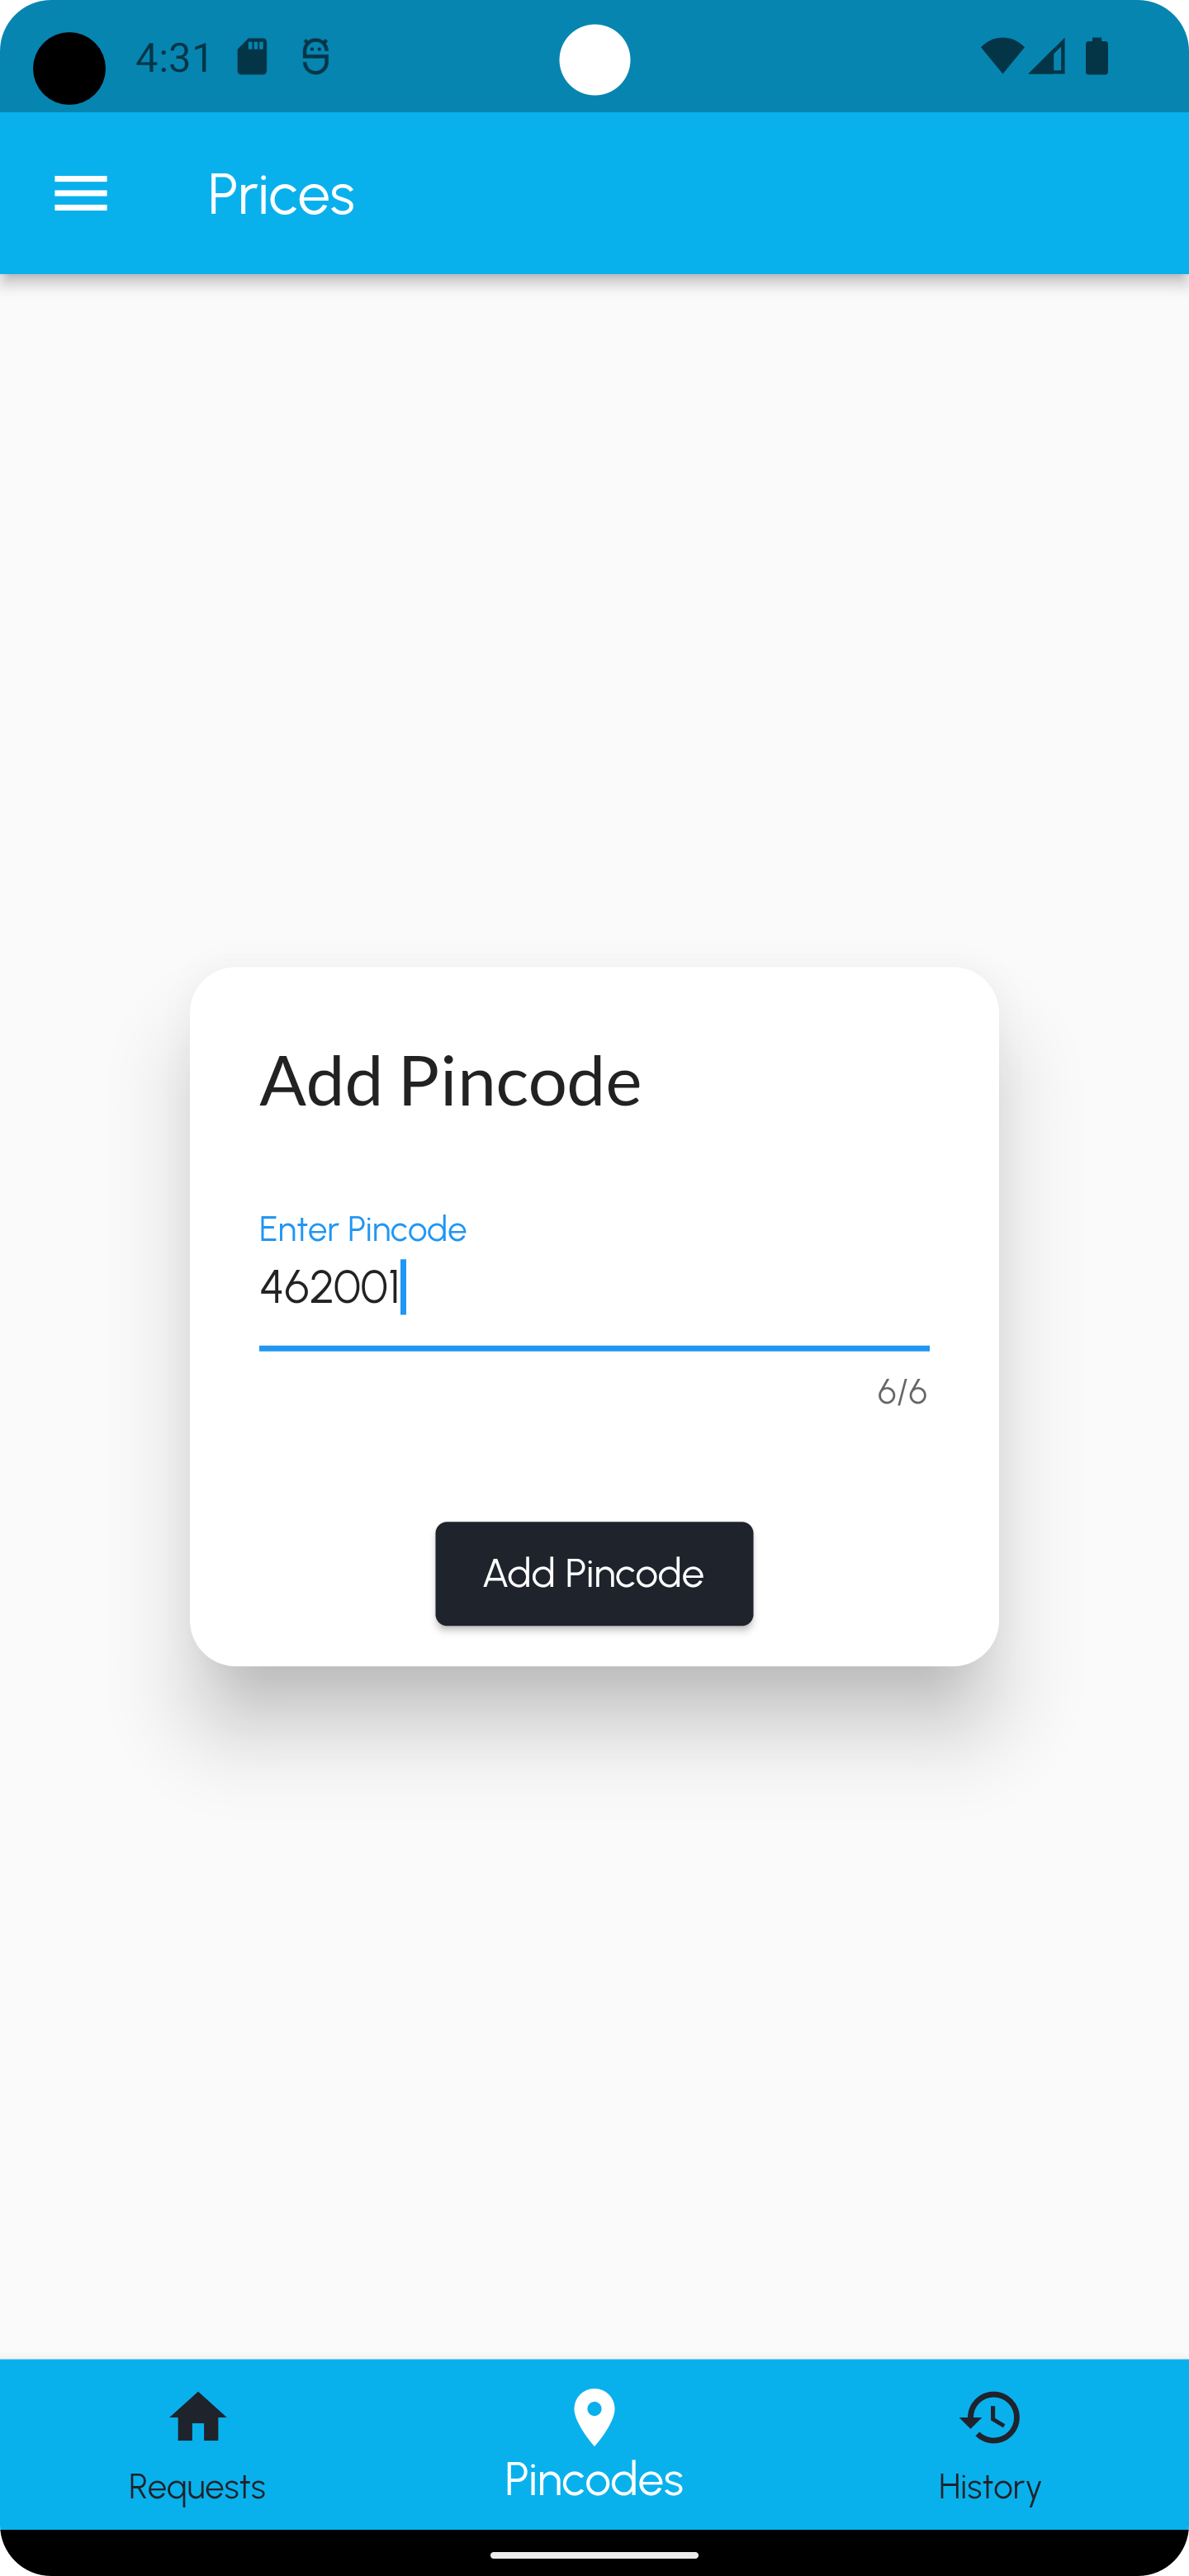 4:31
Prices
Add Pincode
Enter Pincode
462001
6/6
Add Pincode
Requests
Pincodes
History